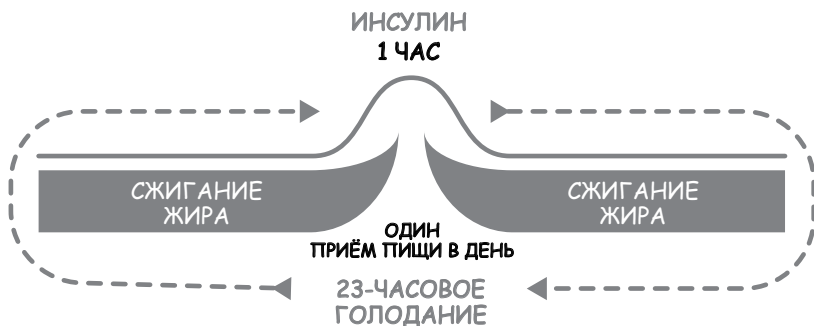 ИНСУЛИН
1 ЧАС
СЖИГАНИЕ
ЖИРА
СЖИГАНИЕ
ЖИРА
ОДИН
ПРИЁМ ПИЩИ В ДЕНЬ
23-ЧАСОВОЕ
ГОЛОДАНИЕ